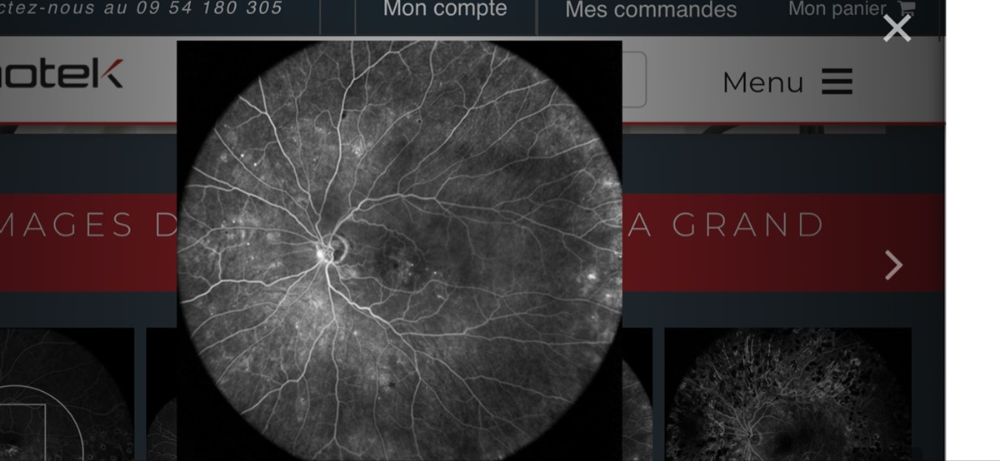 ctez-nous au 09 54 180 305
Mon compte
Mes commandes
Mon panier
otek
Menu
MAGES D
A GRAND